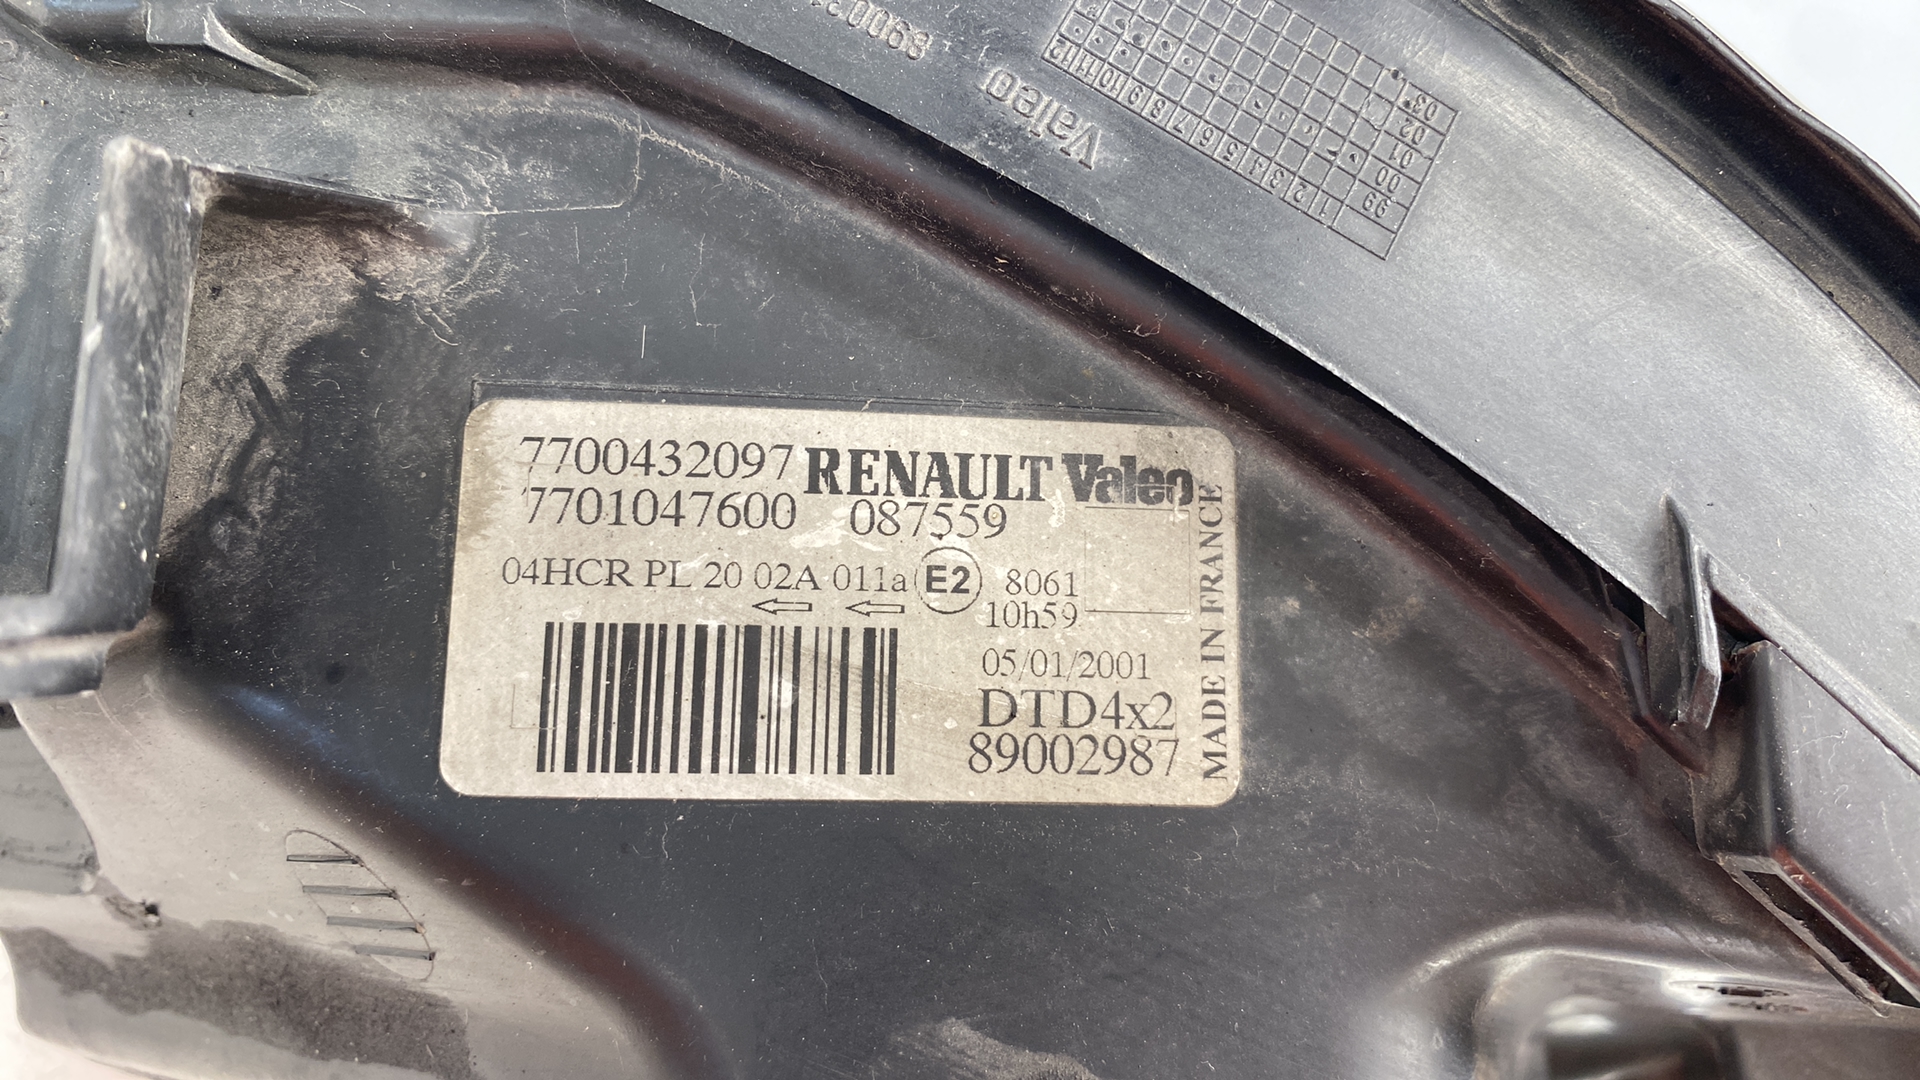 Valeo
1 2 3 4 5 6 7 8 9 10 11 12
99
00
01
02
03
7700432097 RENAULT Valeo
7701047600 087559
04HCR PL 20 02A 011a E2 8061
10h59
05/01/2001
DTD4x2
89002987
MADE IN FRANCE